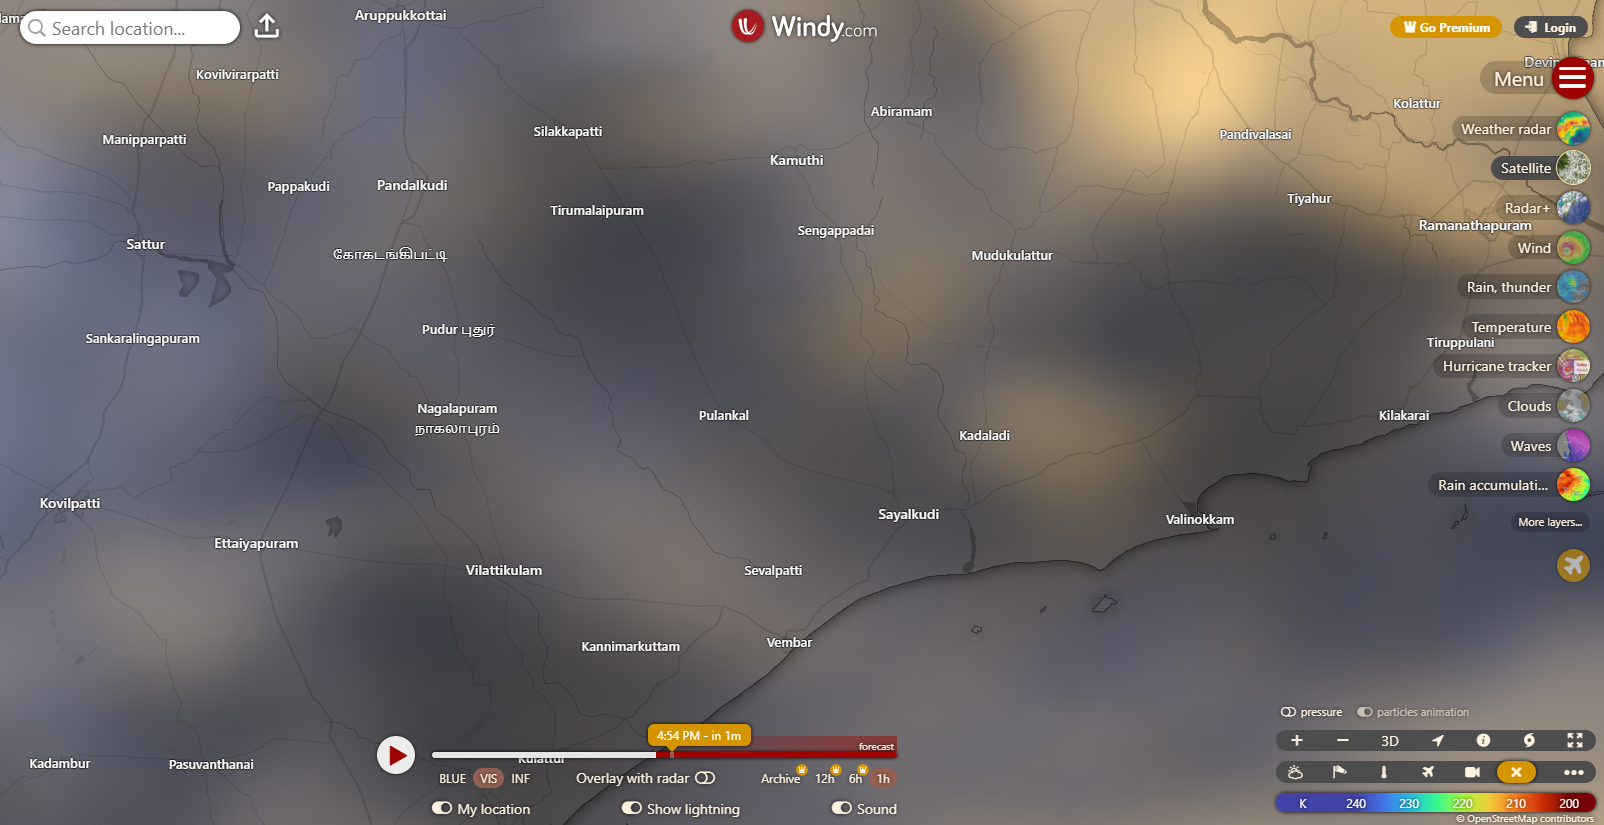 Search location...
Windy.com
Go Premium
Login
Menu
Weather radar
Satellite
Radar+
Wind
Rain, thunder
Temperature
Hurricane tracker
Clouds
Waves
Rain accumulati...
More layers...
Aruppukkottai
Kovilvirarpatti
Manipparpatti
Silakkapatti
Abiramam
Kolattur
Pandivalasai
Kamuthi
Pappakudi
Pandalkudi
Tirumalaipuram
Tiyahur
Sengappadai
Ramanathapuram
Sattur
கோகடங்கிபட்டி
Mudukulattur
Pudur புதுர்
Sankaralingapuram
Tiruppulani
Nagalapuram
நாகலாபுரம்
Pulankal
Kadaladi
Kilakarai
Kovilpatti
Sayalkudi
Valinokkam
Ettaiyapuram
Vilattikulam
Sevalpatti
Kannimarkuttam
Vembar
Kadambur
Pasuvanthanai
Kulattur
4:54 PM - in 1m
forecast
BLUE VIS INF
Overlay with radar
Archive 12h 6h 1h
My location
Show lightning
Sound
pressure
particles animation
3D
K 240 230 220 210 200
© OpenStreetMap contributors